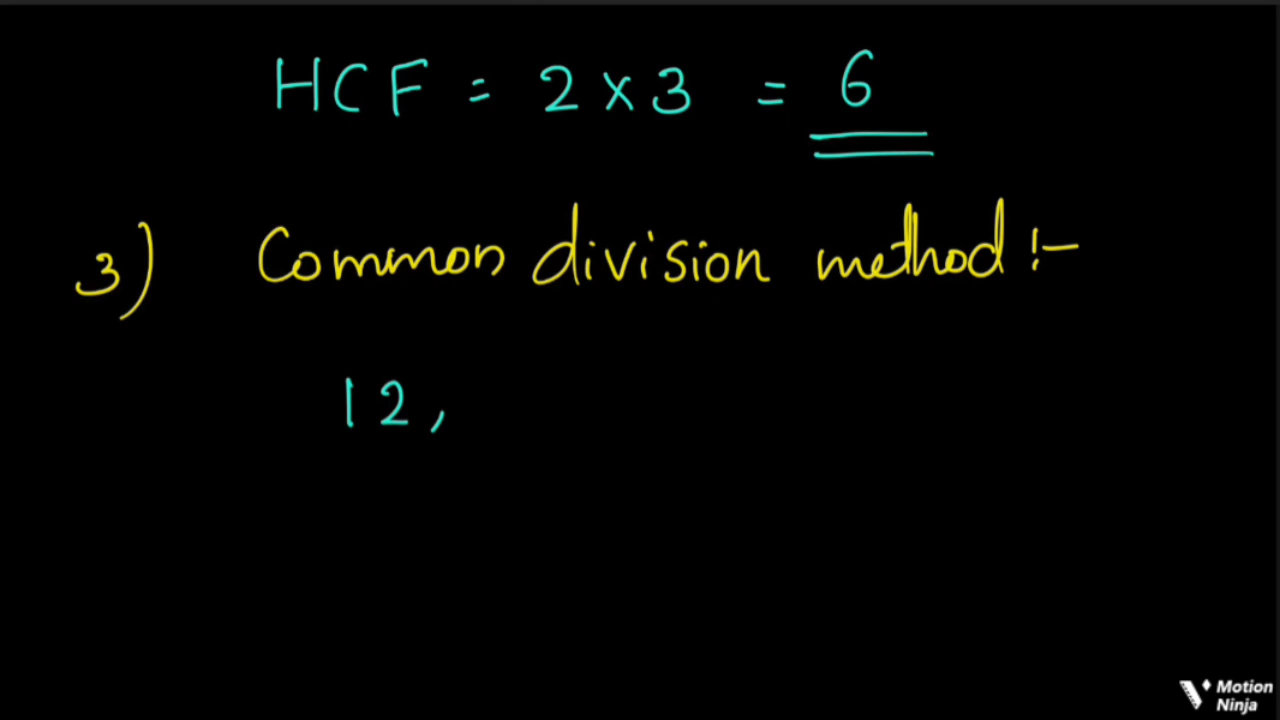 HCF = 2 x 3 = 6
3) Common division method :-
12,
Motion
Ninja